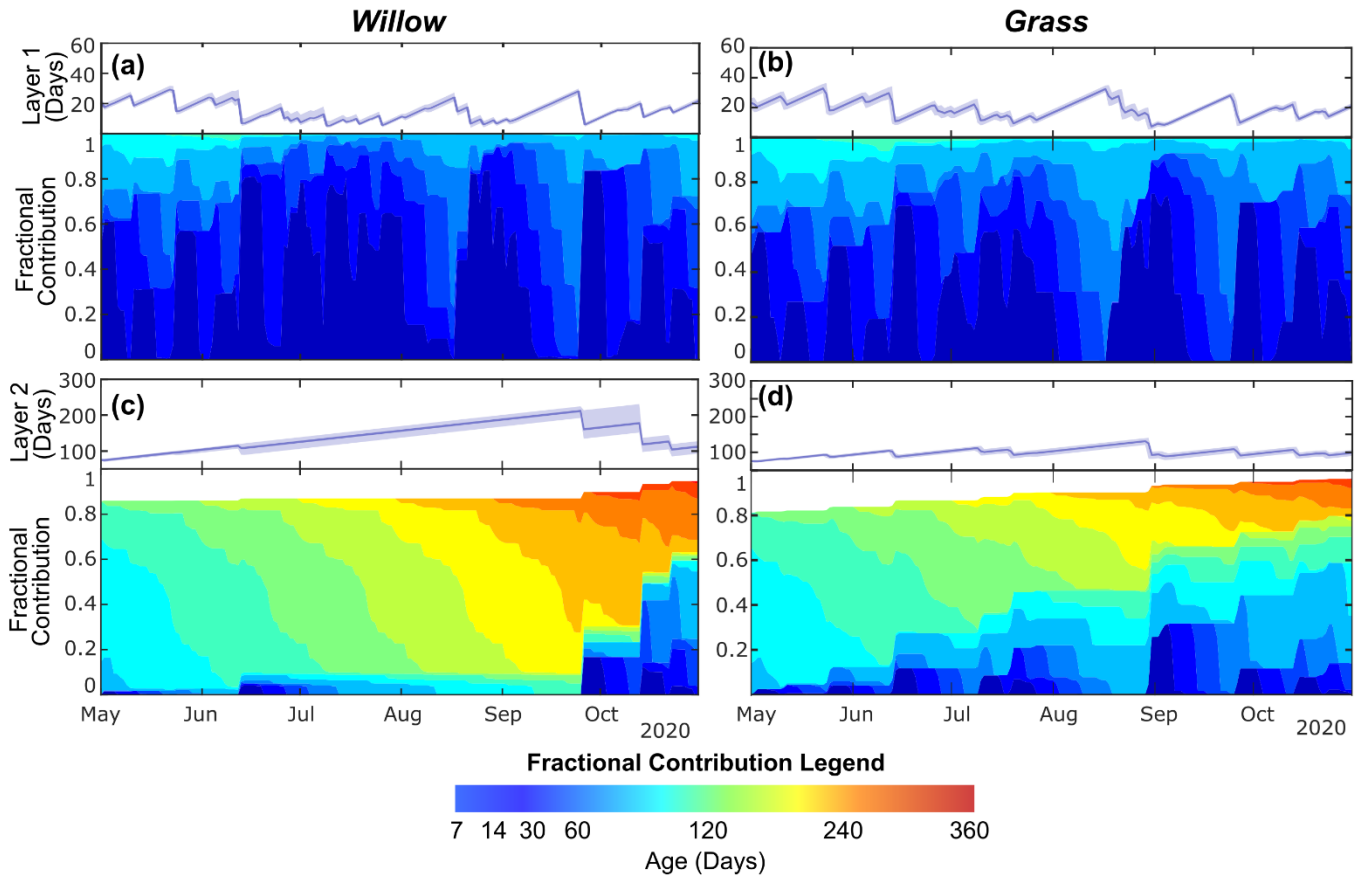 Willow
Grass
(a)
(b)
Layer 1
(Days)
60
40
20
60
40
20
Fractional
Contribution
1
0.8
0.6
0.4
0.2
0
1
0.8
0.6
0.4
0.2
0
(c)
(d)
Layer 2
(Days)
300
200
100
300
200
100
Fractional
Contribution
1
0.8
0.6
0.4
0.2
0
1
0.8
0.6
0.4
0.2
May Jun Jul Aug Sep Oct
2020
May Jun Jul Aug Sep Oct
2020
Fractional Contribution Legend
7 14 30 60 120 240 360
Age (Days)